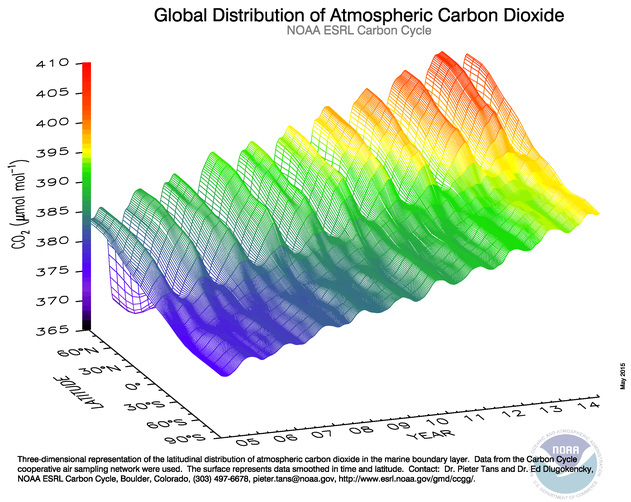 Global Distribution of Atmospheric Carbon Dioxide
NOAA ESRL Carbon Cycle
410
405
400
395
390
385
380
375
370
365
CO2 (μmol mol⁻¹)
60°N
30°N
0°
30°S
60°S
90°S
LATITUDE
05 06 07 08 09 10 11 12 13 14
YEAR
May 2015
NOAA
Three-dimensional representation of the latitudinal distribution of atmospheric carbon dioxide in the marine boundary layer. Data from the Carbon Cycle
cooperative air sampling network were used. The surface represents data smoothed in time and latitude. Contact: Dr. Pieter Tans and Dr. Ed Dlugokencky,
NOAA ESRL Carbon Cycle, Boulder, Colorado, (303) 497-6678, pieter.tans@noaa.gov, http://www.esrl.noaa.gov/gmd/ccgg/.